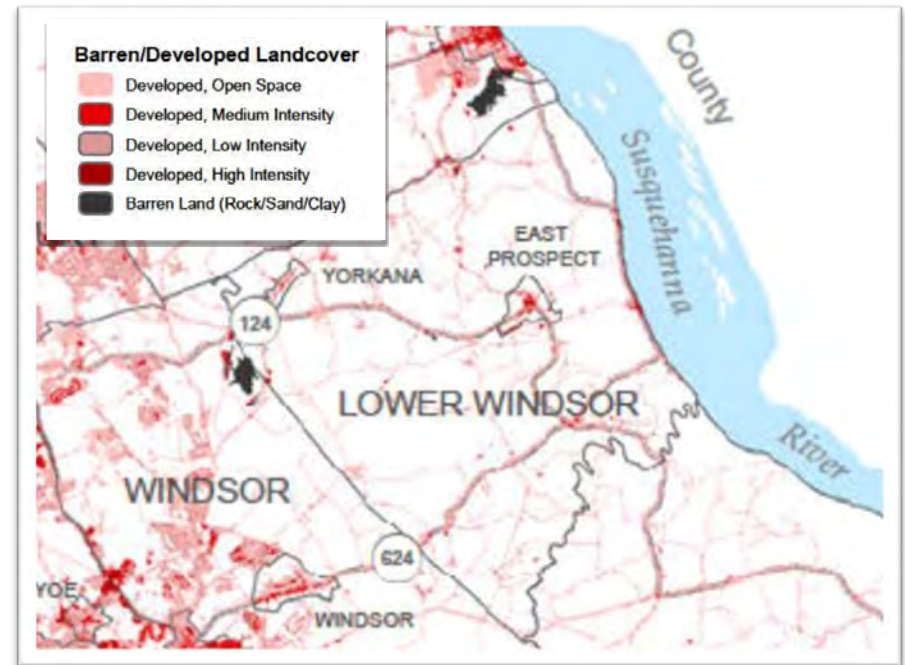 Barren/Developed Landcover
Developed, Open Space
Developed, Medium Intensity
Developed, Low Intensity
Developed, High Intensity
Barren Land (Rock/Sand/Clay)
County
Susquehanna
River
EAST
PROSPECT
YORKANA
124
LOWER WINDSOR
WINDSOR
624
YOE
WINDSOR